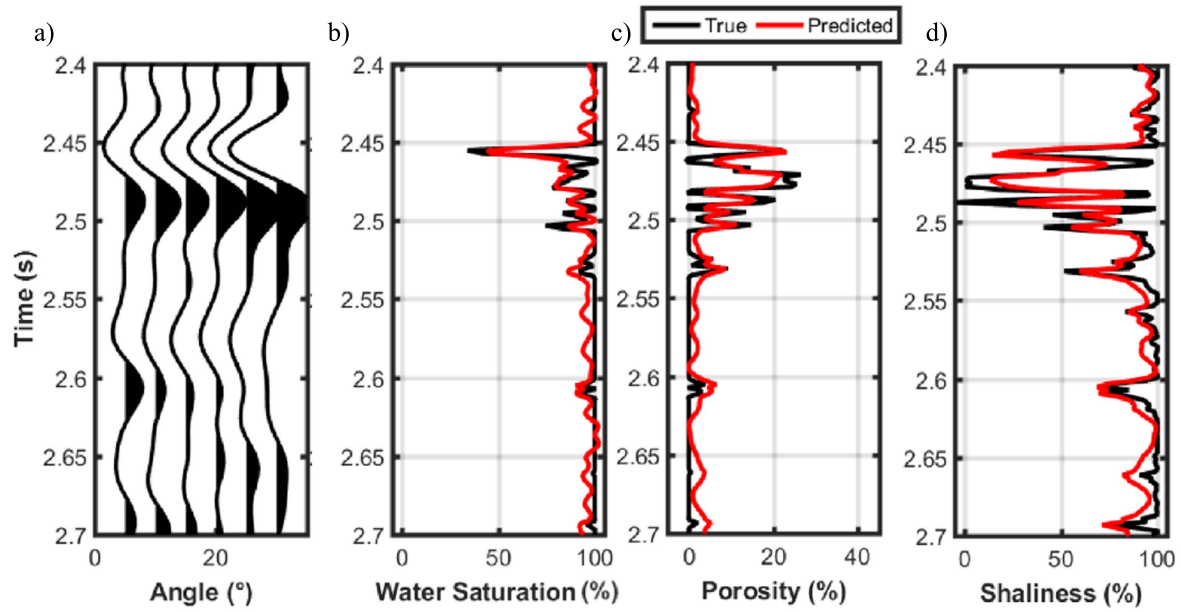 True Predicted
a) b) c) d)
2.4 2.4 2.4 2.4
2.45 2.45 2.45 2.45
2.5 2.5 2.5 2.5
2.55 2.55 2.55 2.55
2.6 2.6 2.6 2.6
2.65 2.65 2.65 2.65
2.7 2.7 2.7 2.7
Time (s)
0 20 0 50 100 0 20 40 0 50 100
Angle (°) Water Saturation (%) Porosity (%) Shaliness (%)